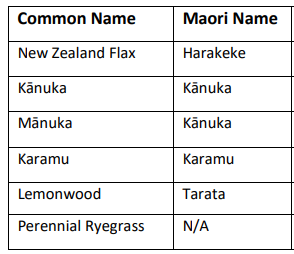 Common Name Maori Name
New Zealand Flax Harakeke
Kānuka Kānuka
Mānuka Kānuka
Karamu Karamu
Lemonwood Tarata
Perennial Ryegrass N/A